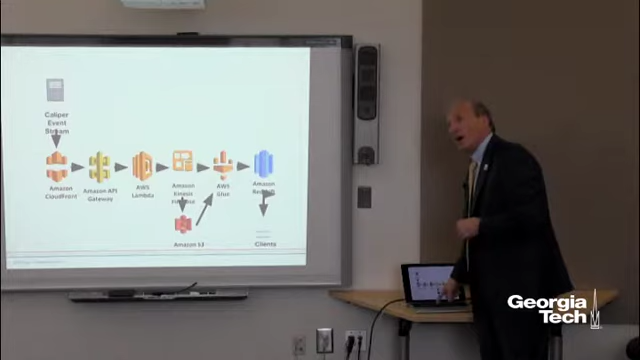 Caliper
Event
Stream
Amazon
CloudFront
Amazon API
Gateway
AWS
Lambda
Amazon
Kinesis
AWS
Glue
Amazon
Amazon S3
Clients
Georgia
Tech